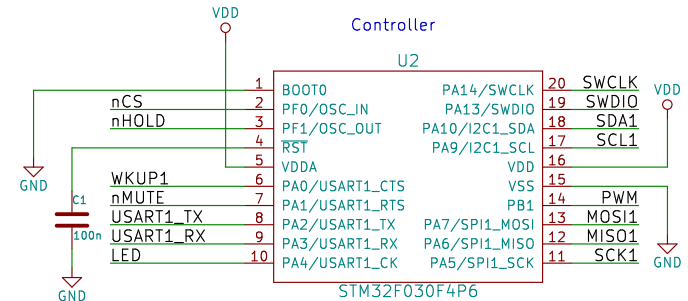 VDD
Controller
U2
1 BOOT0 PA14/SWCLK 20 SWCLK
nCS 2 PF0/OSC_IN PA13/SWDIO 19 SWDIO
VDD
nHOLD 3 PF1/OSC_OUT PA10/I2C1_SDA 18 SDA1
4 RST PA9/I2C1_SCL 17 SCL1
5 VDDA VDD 16
GND
WKUP1 6 PA0/USART1_CTS VSS 15
C1
nMUTE 7 PA1/USART1_RTS PB1 14 PWM
USART1_TX 8 PA2/USART1_TX PA7/SPI1_MOSI 13 MOSI1
100n
USART1_RX 9 PA3/USART1_RX PA6/SPI1_MISO 12 MISO1
LED 10 PA4/USART1_CK PA5/SPI1_SCK 11 SCK1
GND
STM32F030F4P6
GND